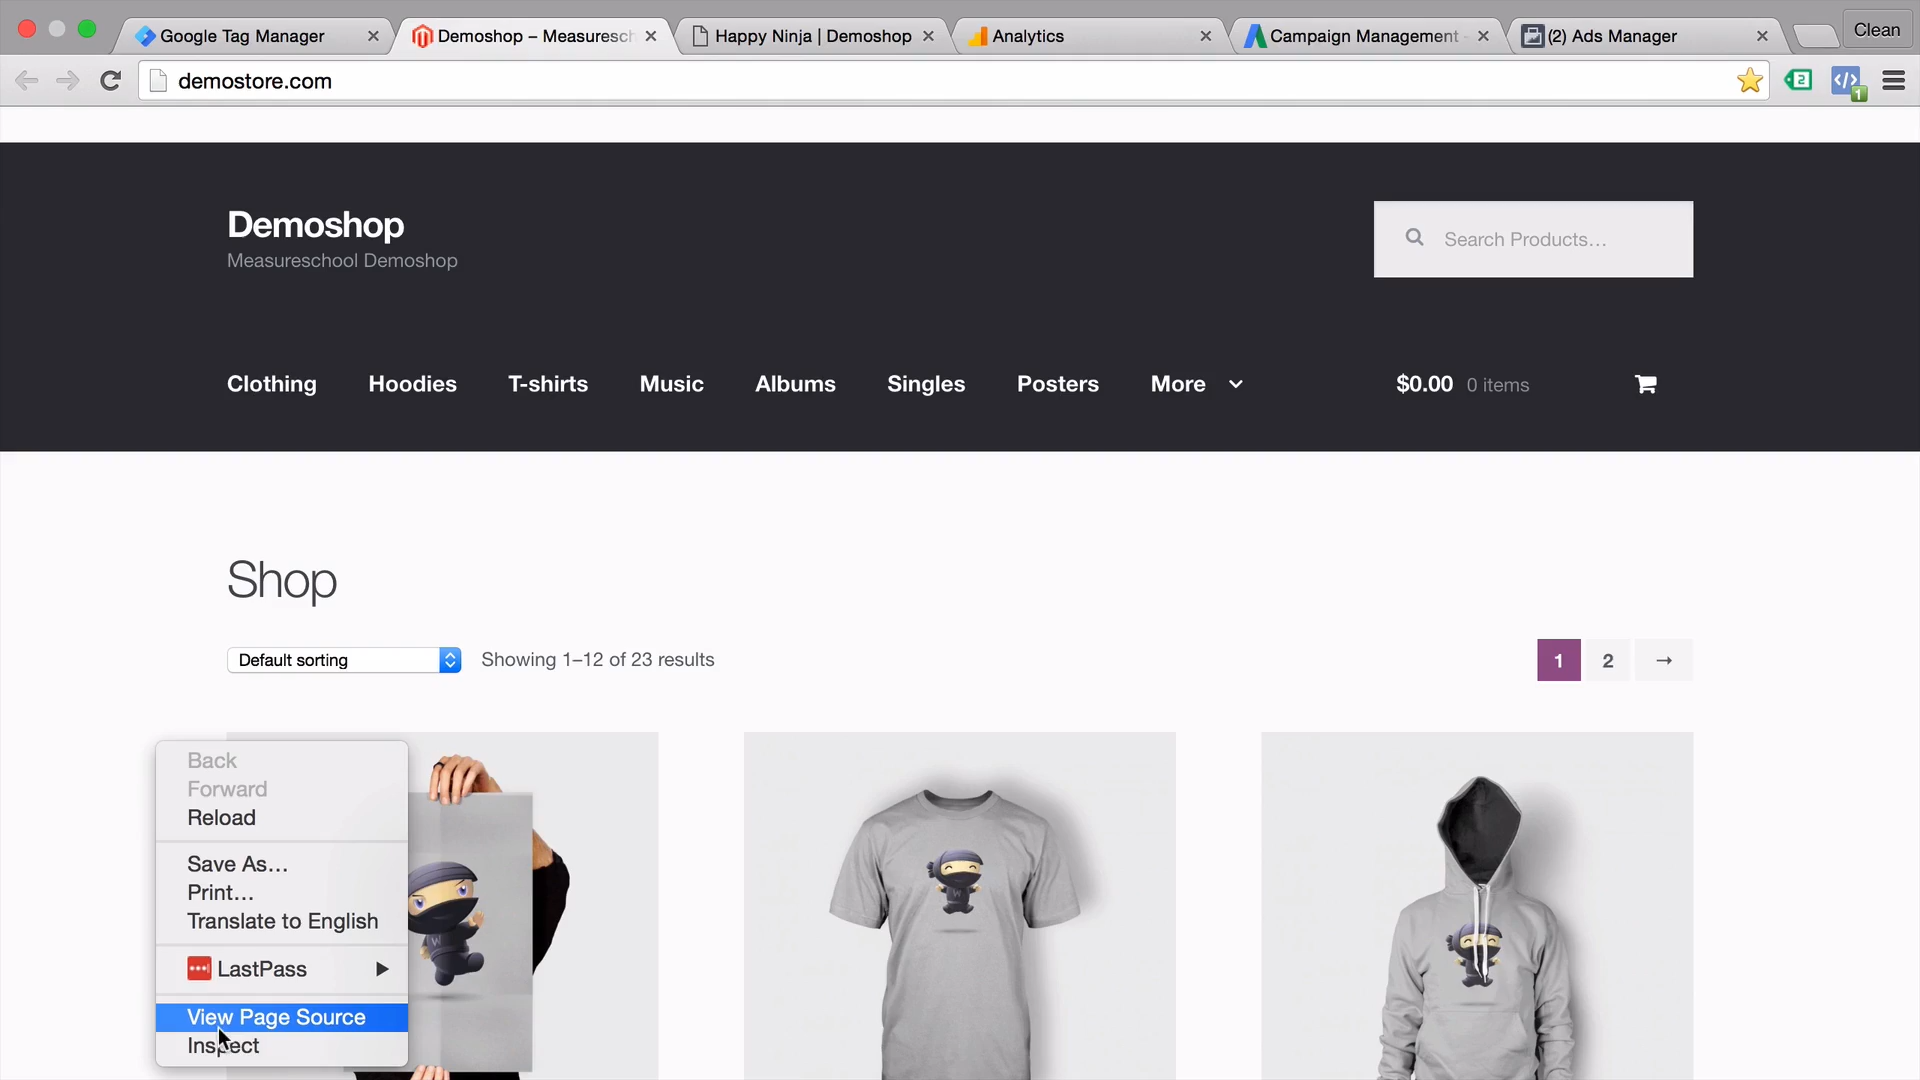 Google Tag Manager
Demoshop – Measuresch
Happy Ninja | Demoshop
Analytics
Campaign Management -
(2) Ads Manager
Clean
demostore.com
2
1
Demoshop
Measureschool Demoshop
Search Products…
Clothing Hoodies T-shirts Music Albums Singles Posters More
$0.00 0 items
Shop
Default sorting
Showing 1–12 of 23 results
1 2 →
Back
Forward
Reload
Save As…
Print…
Translate to English
LastPass
View Page Source
Inspect
W
W